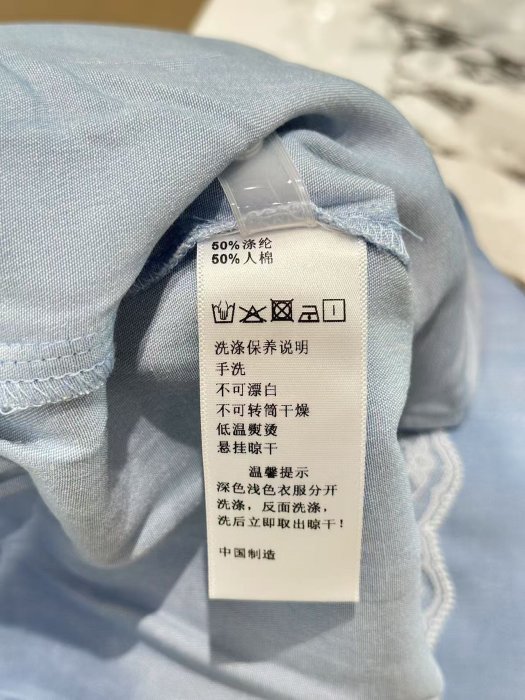 50%涤纶
50%人棉
洗涤保养说明
手洗
不可漂白
不可转筒干燥
低温熨烫
悬挂晾干
温馨提示
深色浅色衣服分开
洗涤，反面洗涤，
洗后立即取出晾干！
中国制造